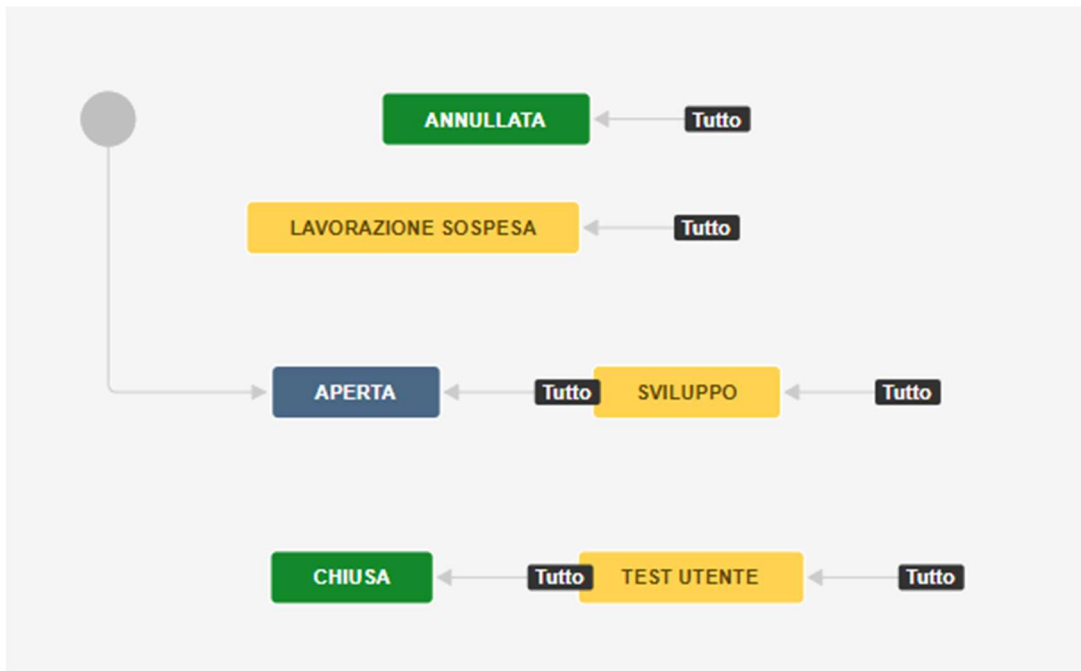 ANNULLATA Tutto
LAVORAZIONE SOSPESA Tutto
APERTA Tutto SVILUPPO Tutto
CHIUSA Tutto TEST UTENTE Tutto